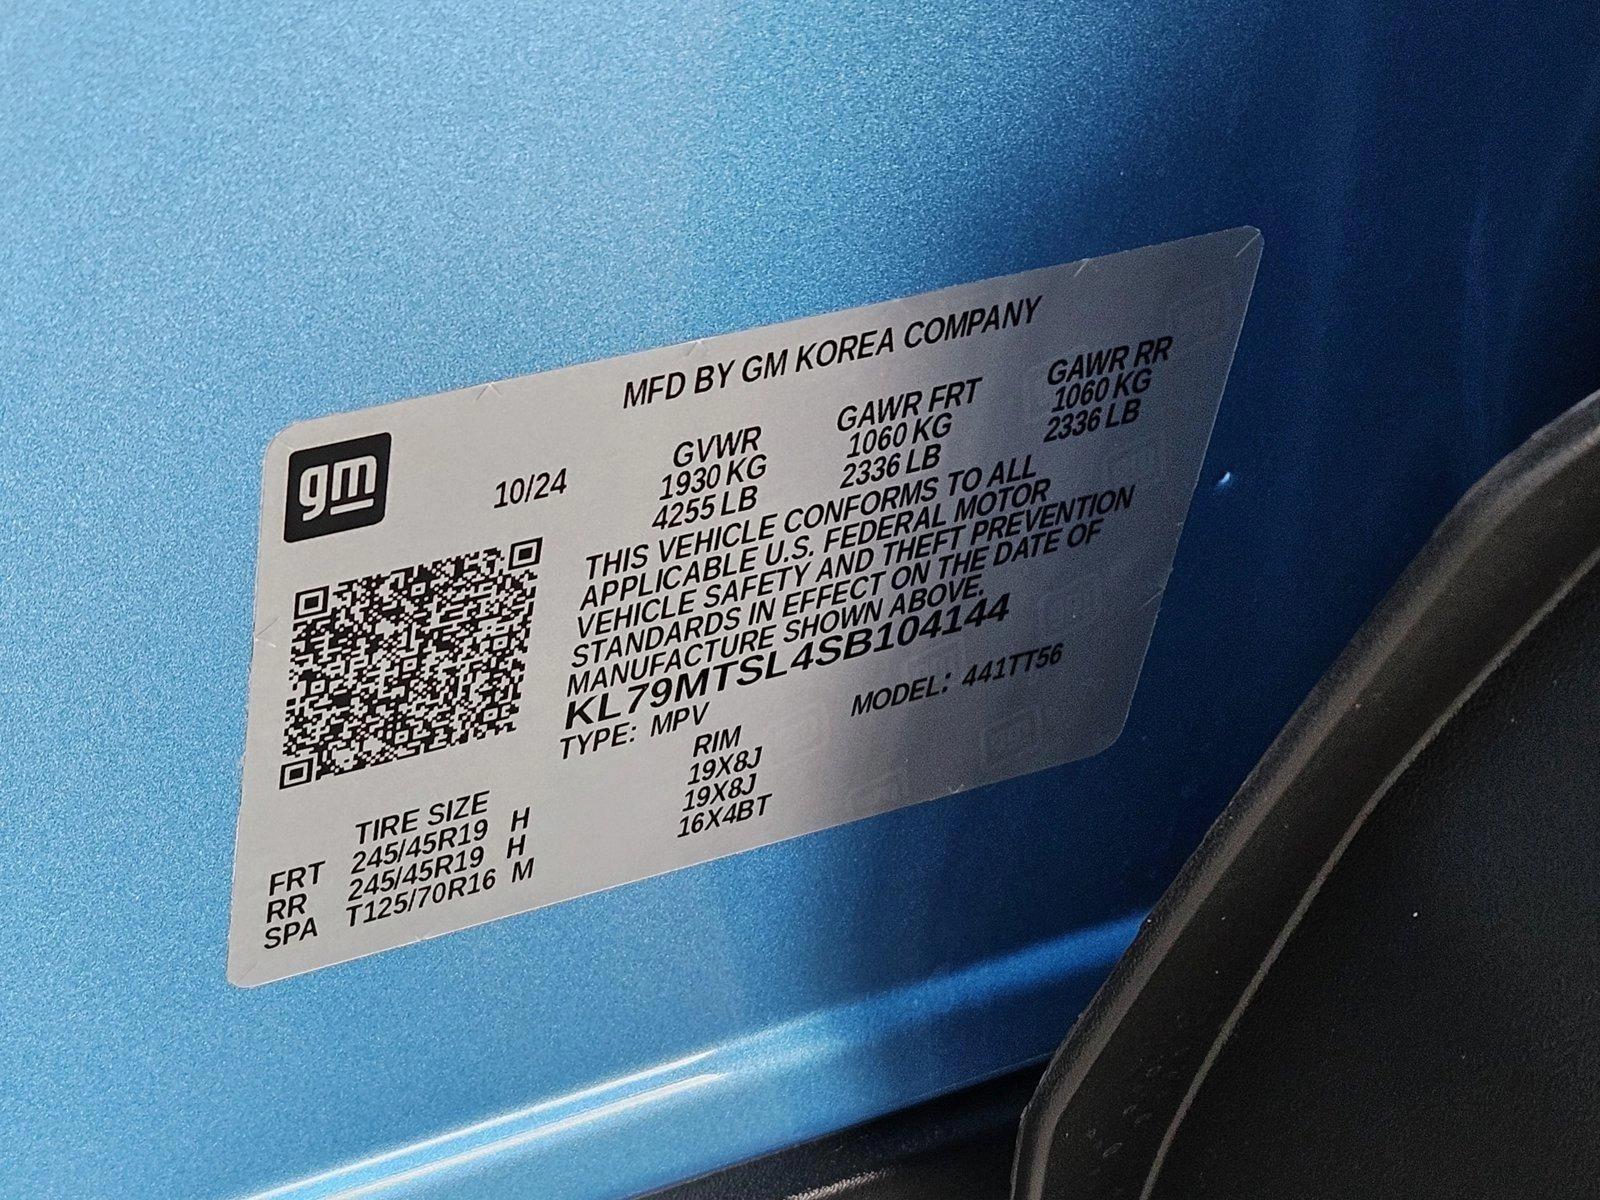 MFD BY GM KOREA COMPANY
gm
10/24
GVWR GAWR FRT GAWR RR
1930 KG 1060 KG 1060 KG
4255 LB 2336 LB 2336 LB
THIS VEHICLE CONFORMS TO ALL
APPLICABLE U.S. FEDERAL MOTOR
VEHICLE SAFETY AND THEFT PREVENTION
STANDARDS IN EFFECT ON THE DATE OF
MANUFACTURE SHOWN ABOVE.
KL79MTSL4SB104144
TYPE: MPV MODEL: 441TT56
TIRE SIZE RIM
FRT 245/45R19 H 19X8J
RR 245/45R19 H 19X8J
SPA T125/70R16 M 16X4BT